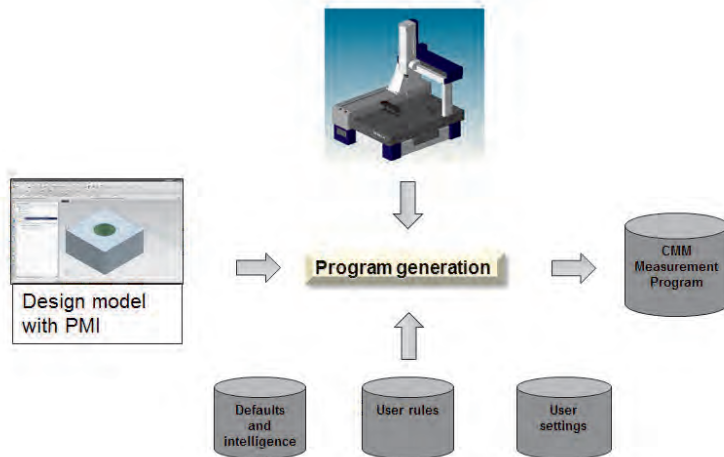 Design model
with PMI
Program generation
CMM
Measurement
Program
Defaults
and
intelligence
User rules
User
settings